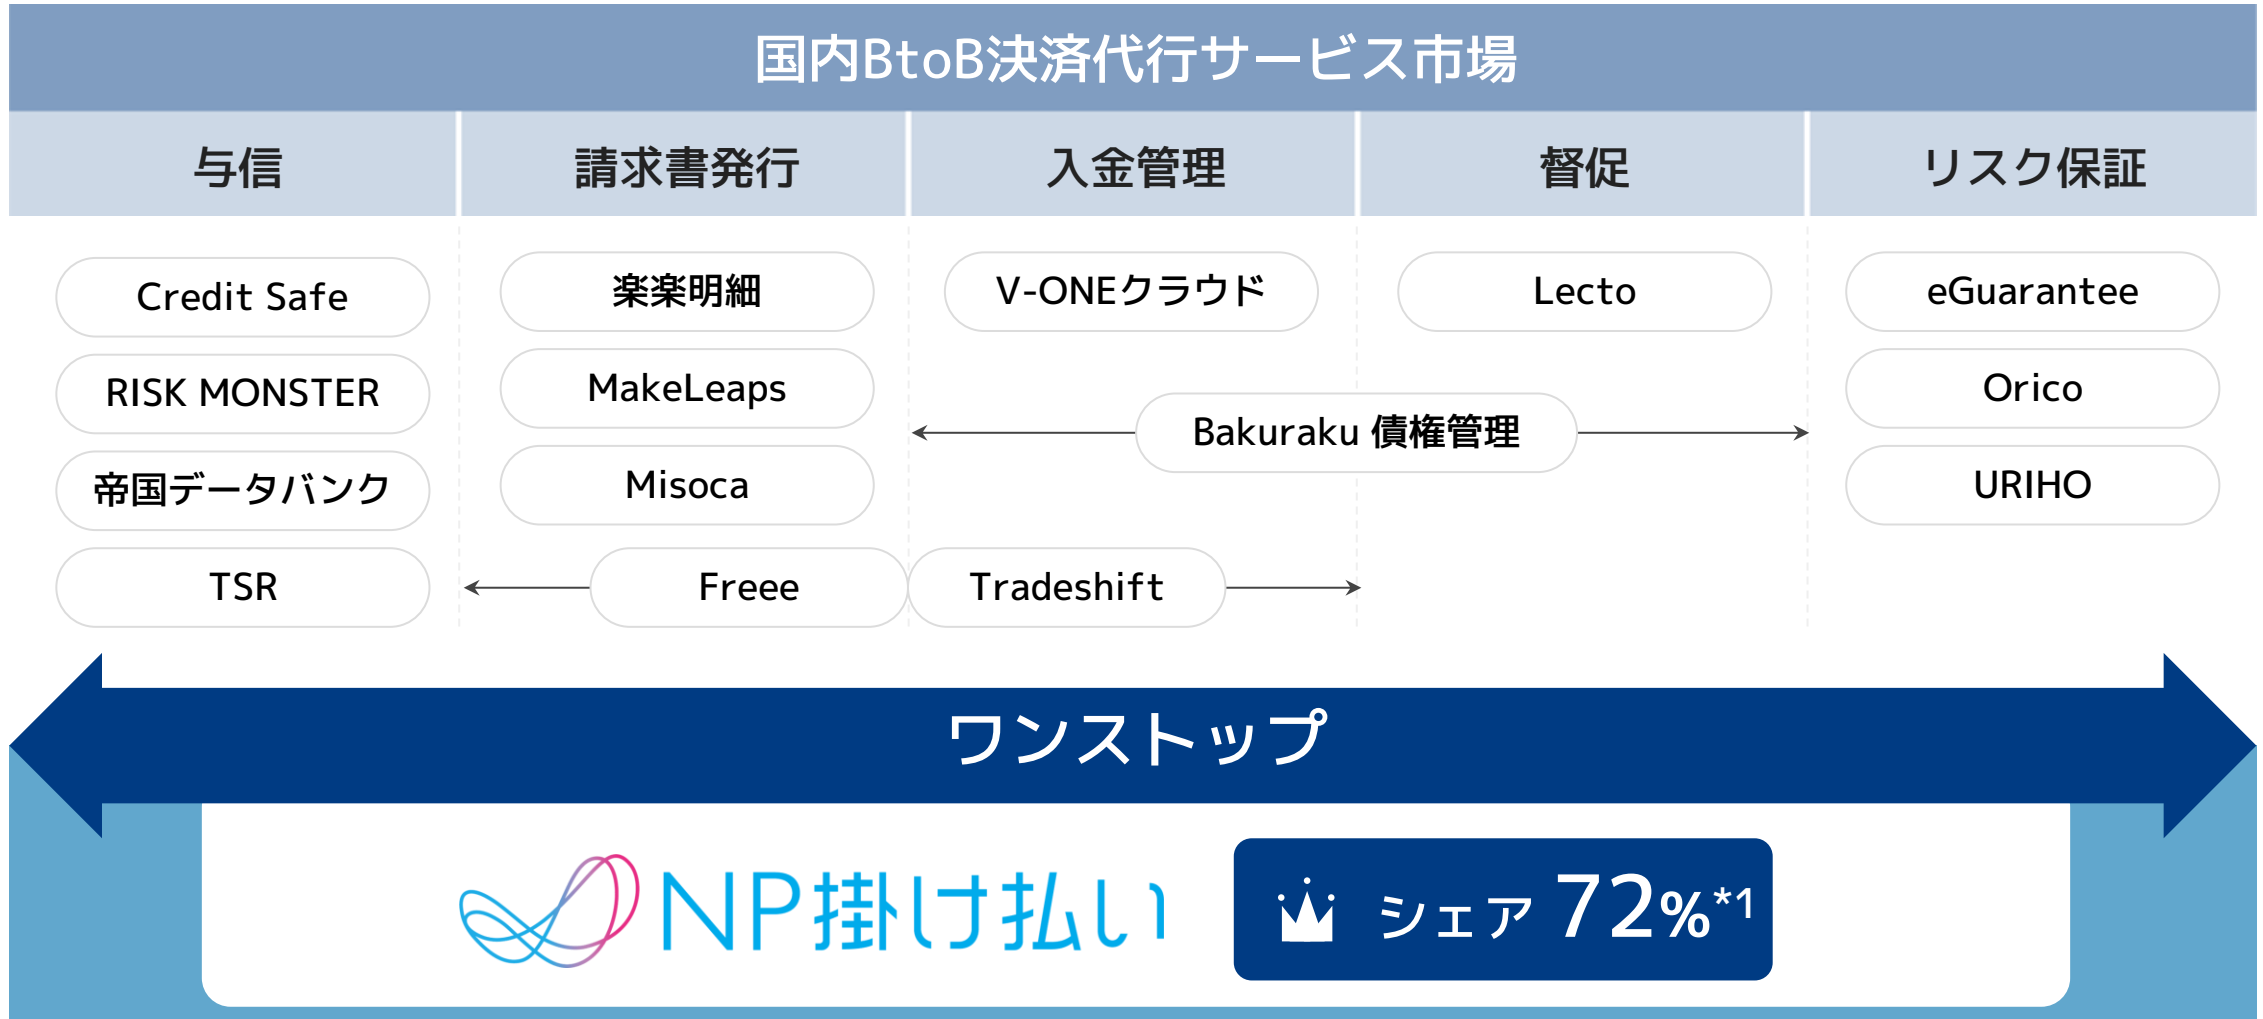 国内BtoB決済代行サービス市場
与信
請求書発行
入金管理
督促
リスク保証
Credit Safe
RISK MONSTER
帝国データバンク
TSR
楽楽明細
MakeLeaps
Misoca
Freee
V-ONEクラウド
Bakuraku 債権管理
Tradeshift
Lecto
eGuarantee
Orico
URIHO
ワンストップ
NP掛け払い
シェア 72%*1